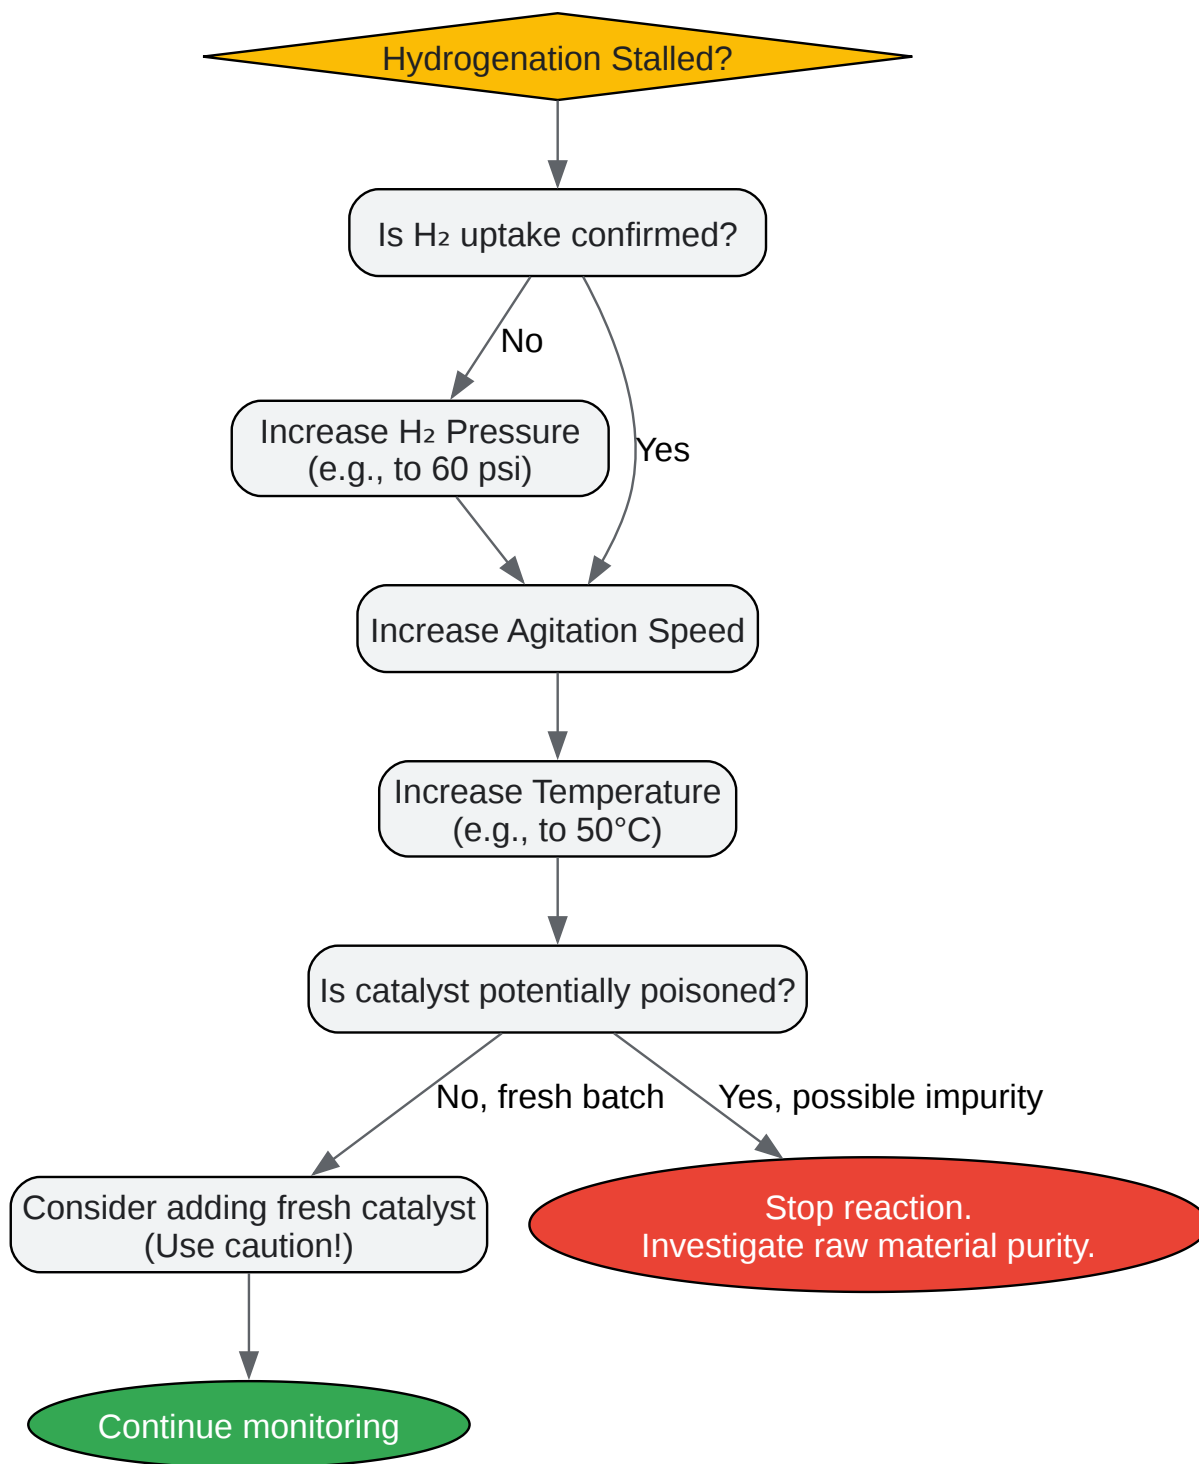 Hydrogenation Stalled?
Is H₂ uptake confirmed?
No
Increase H₂ Pressure
(e.g., to 60 psi)
Yes
Increase Agitation Speed
Increase Temperature
(e.g., to 50°C)
Is catalyst potentially poisoned?
No, fresh batch
Yes, possible impurity
Consider adding fresh catalyst
(Use caution!)
Stop reaction.
Investigate raw material purity.
Continue monitoring